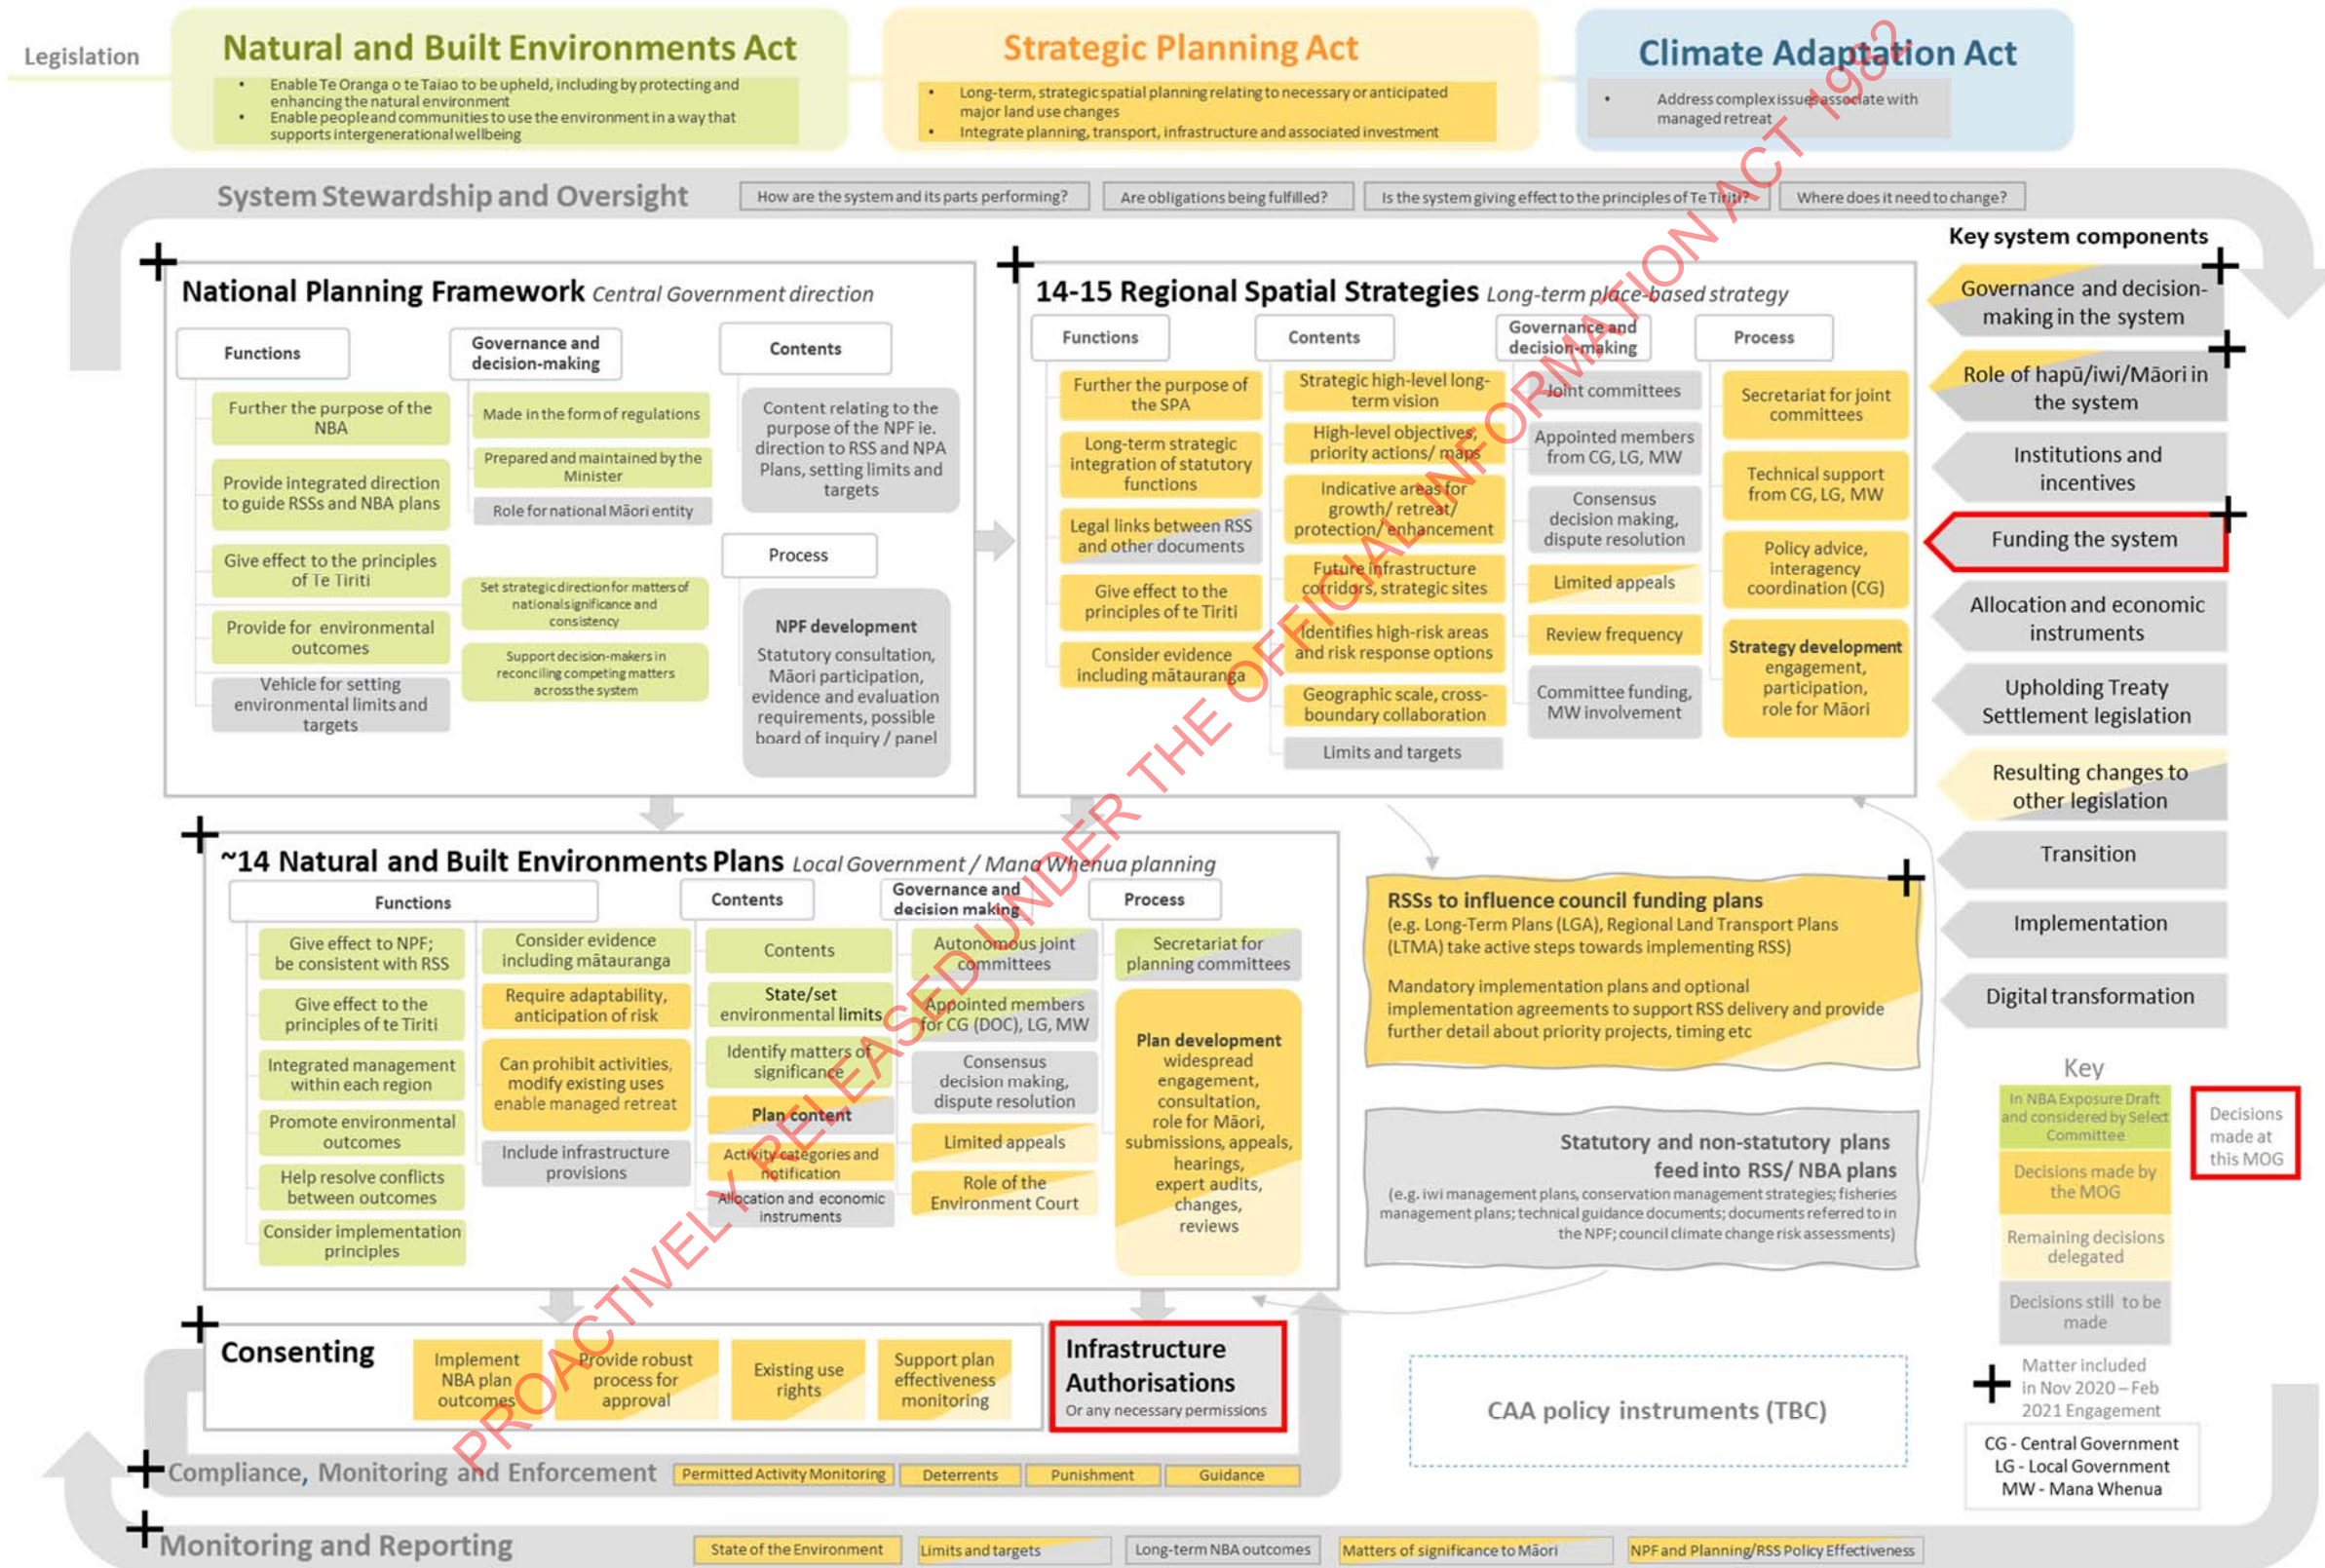 Legislation
Natural and Built Environments Act
• Enable Te Oranga o te Taiao to be upheld, including by protecting and
enhancing the natural environment
• Enable people and communities to use the environment in a way that
supports intergenerational wellbeing
Strategic Planning Act
• Long-term, strategic spatial planning relating to necessary or anticipated
major land use changes
• Integrate planning, transport, infrastructure and associated investment
Climate Adaptation Act
• Address complex issues associate with
managed retreat
System Stewardship and Oversight
How are the system and its parts performing?
Are obligations being fulfilled?
Is the system giving effect to the principles of Te Tiriti?
Where does it need to change?
National Planning Framework Central Government direction
Functions
Further the purpose of the
NBA
Provide integrated direction
to guide RSSs and NBA plans
Give effect to the principles
of Te Tiriti
Provide for environmental
outcomes
Vehicle for setting
environmental limits and
targets
Governance and
decision-making
Made in the form of regulations
Prepared and maintained by the
Minister
Role for national Māori entity
Set strategic direction for matters of
national significance and
consistency
Support decision-makers in
reconciling competing matters
across the system
Contents
Content relating to the
purpose of the NPF ie.
direction to RSS and NPA
Plans, setting limits and
targets
Process
NPF development
Statutory consultation,
Māori participation,
evidence and evaluation
requirements, possible
board of inquiry / panel
14-15 Regional Spatial Strategies Long-term place-based strategy
Functions
Further the purpose of
the SPA
Long-term strategic
integration of statutory
functions
Legal links between RSS
and other documents
Give effect to the
principles of te Tiriti
Consider evidence
including mātauranga
Contents
Strategic high-level long-
term vision
High-level objectives,
priority actions/ maps
Indicative areas for
growth/ retreat/
protection/ enhancement
Future infrastructure
corridors, strategic sites
Identifies high-risk areas
and risk response options
Geographic scale, cross-
boundary collaboration
Limits and targets
Governance and
decision-making
Joint committees
Appointed members
from CG, LG, MW
Consensus
decision making,
dispute resolution
Limited appeals
Review frequency
Committee funding,
MW involvement
Process
Secretariat for joint
committees
Technical support
from CG, LG, MW
Policy advice,
interagency
coordination (CG)
Strategy development
engagement,
participation,
role for Māori
Key system components
Governance and decision-
making in the system
Role of hapū/iwi/Māori in
the system
Institutions and
incentives
Funding the system
Allocation and economic
instruments
Upholding Treaty
Settlement legislation
Resulting changes to
other legislation
Transition
Implementation
Digital transformation
~14 Natural and Built Environments Plans Local Government / Mana Whenua planning
Functions
Give effect to NPF;
be consistent with RSS
Give effect to the
principles of te Tiriti
Integrated management
within each region
Promote environmental
outcomes
Help resolve conflicts
between outcomes
Consider implementation
principles
Consider evidence
including mātauranga
Require adaptability,
anticipation of risk
Can prohibit activities,
modify existing uses
enable managed retreat
Include infrastructure
provisions
Contents
Contents
State/set
environmental limits
Identify matters of
significance
Plan content
Activity categories and
notification
Allocation and economic
instruments
Governance and
decision making
Autonomous joint
committees
Appointed members
for CG (DOC), LG, MW
Consensus
decision making,
dispute resolution
Limited appeals
Role of the
Environment Court
Process
Secretariat for
planning committees
Plan development
widespread
engagement,
consultation,
role for Māori,
submissions, appeals,
hearings,
expert audits,
changes,
reviews
RSSs to influence council funding plans
(e.g. Long-Term Plans (LGA), Regional Land Transport Plans
(LTMA) take active steps towards implementing RSS)
Mandatory implementation plans and optional
implementation agreements to support RSS delivery and provide
further detail about priority projects, timing etc
Statutory and non-statutory plans
feed into RSS/ NBA plans
(e.g. iwi management plans, conservation management strategies; fisheries
management plans; technical guidance documents; documents referred to in
the NPF; council climate change risk assessments)
Key
In NBA Exposure Draft
and considered by Select
Committee
Decisions made by
the MOG
Remaining decisions
delegated
Decisions still to be
made
Decisions
made at
this MOG
Matter included
in Nov 2020 – Feb
2021 Engagement
CG - Central Government
LG - Local Government
MW - Mana Whenua
Consenting
Implement
NBA plan
outcomes
Provide robust
process for
approval
Existing use
rights
Support plan
effectiveness
monitoring
Infrastructure
Authorisations
Or any necessary permissions
CAA policy instruments (TBC)
Compliance, Monitoring and Enforcement
Permitted Activity Monitoring
Deterrents
Punishment
Guidance
Monitoring and Reporting
State of the Environment
Limits and targets
Long-term NBA outcomes
Matters of significance to Māori
NPF and Planning/RSS Policy Effectiveness
PROACTIVELY RELEASED UNDER THE OFFICIAL INFORMATION ACT 1982